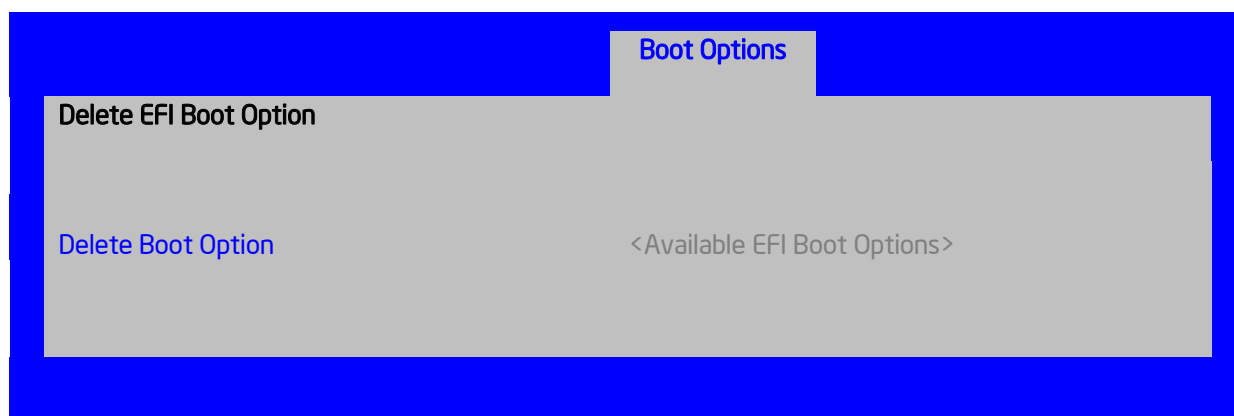 Boot Options
Delete EFI Boot Option
Delete Boot Option <Available EFI Boot Options>